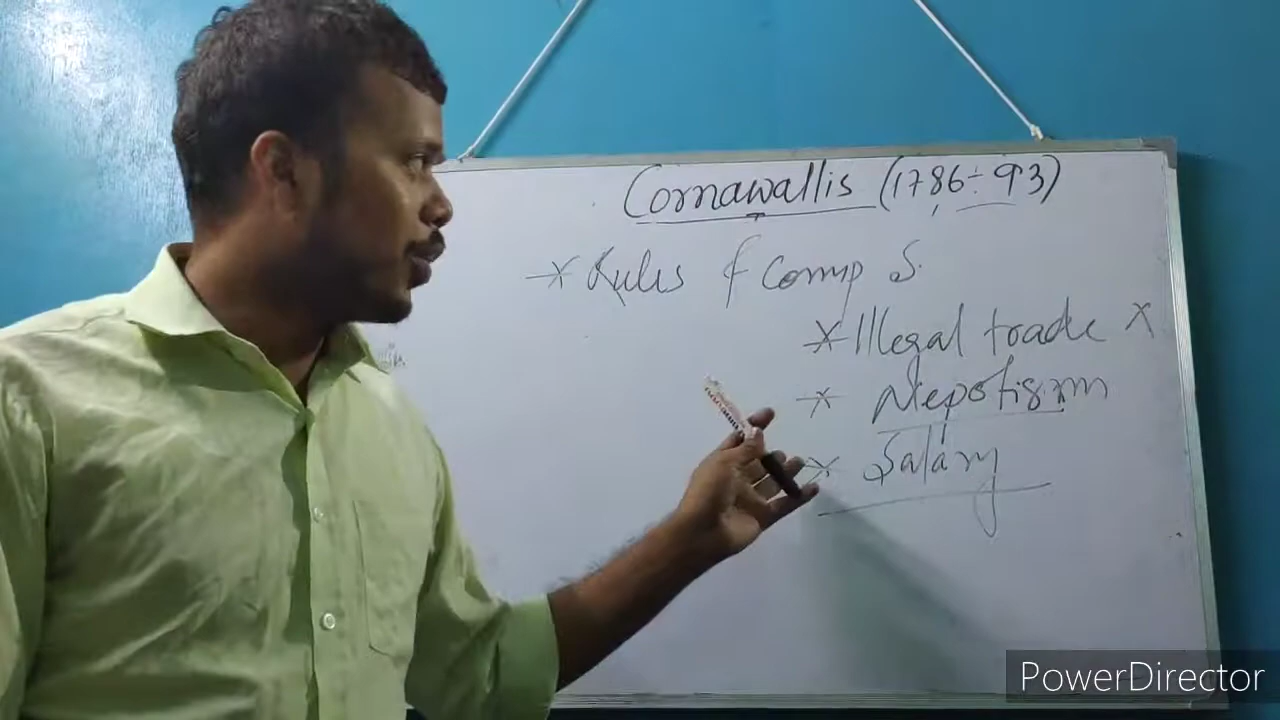 Cornawallis (1786-93)
* Rules of Comp S.
* Illegal trade X
* Nepotism
* Salary
PowerDirector